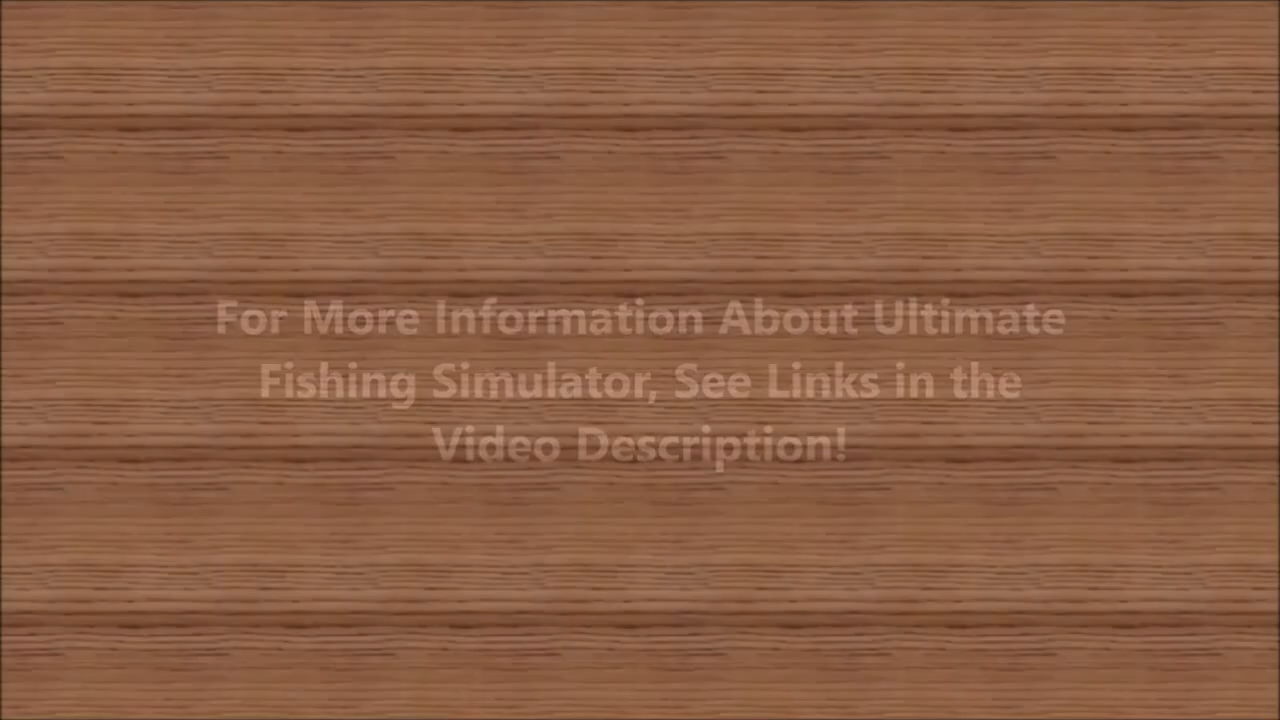 For More Information About Ultimate
Fishing Simulator, See Links in the
Video Description!